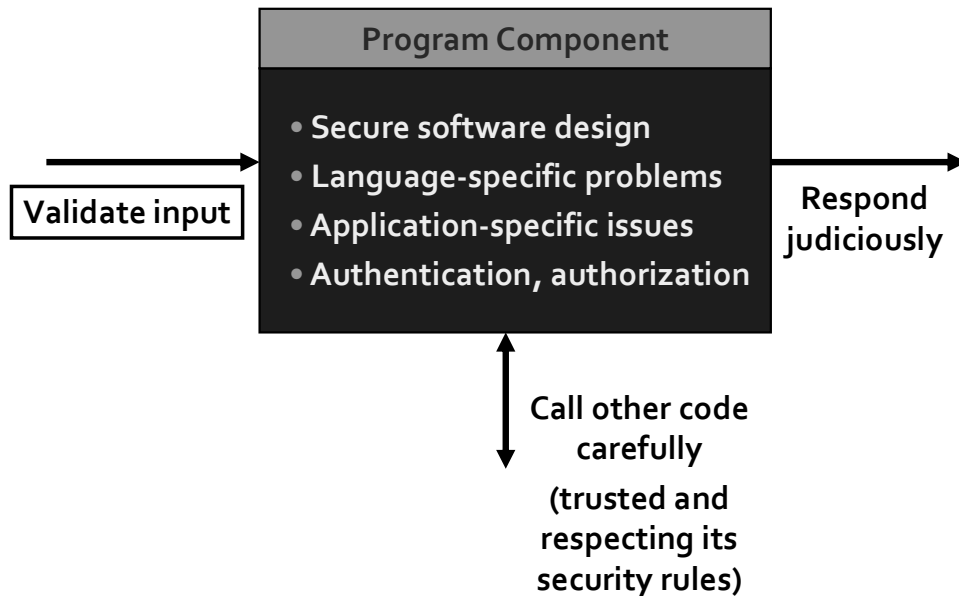 Program Component
• Secure software design
• Language-specific problems
• Application-specific issues
• Authentication, authorization
Validate input
Respond
judiciously
Call other code
carefully
(trusted and
respecting its
security rules)